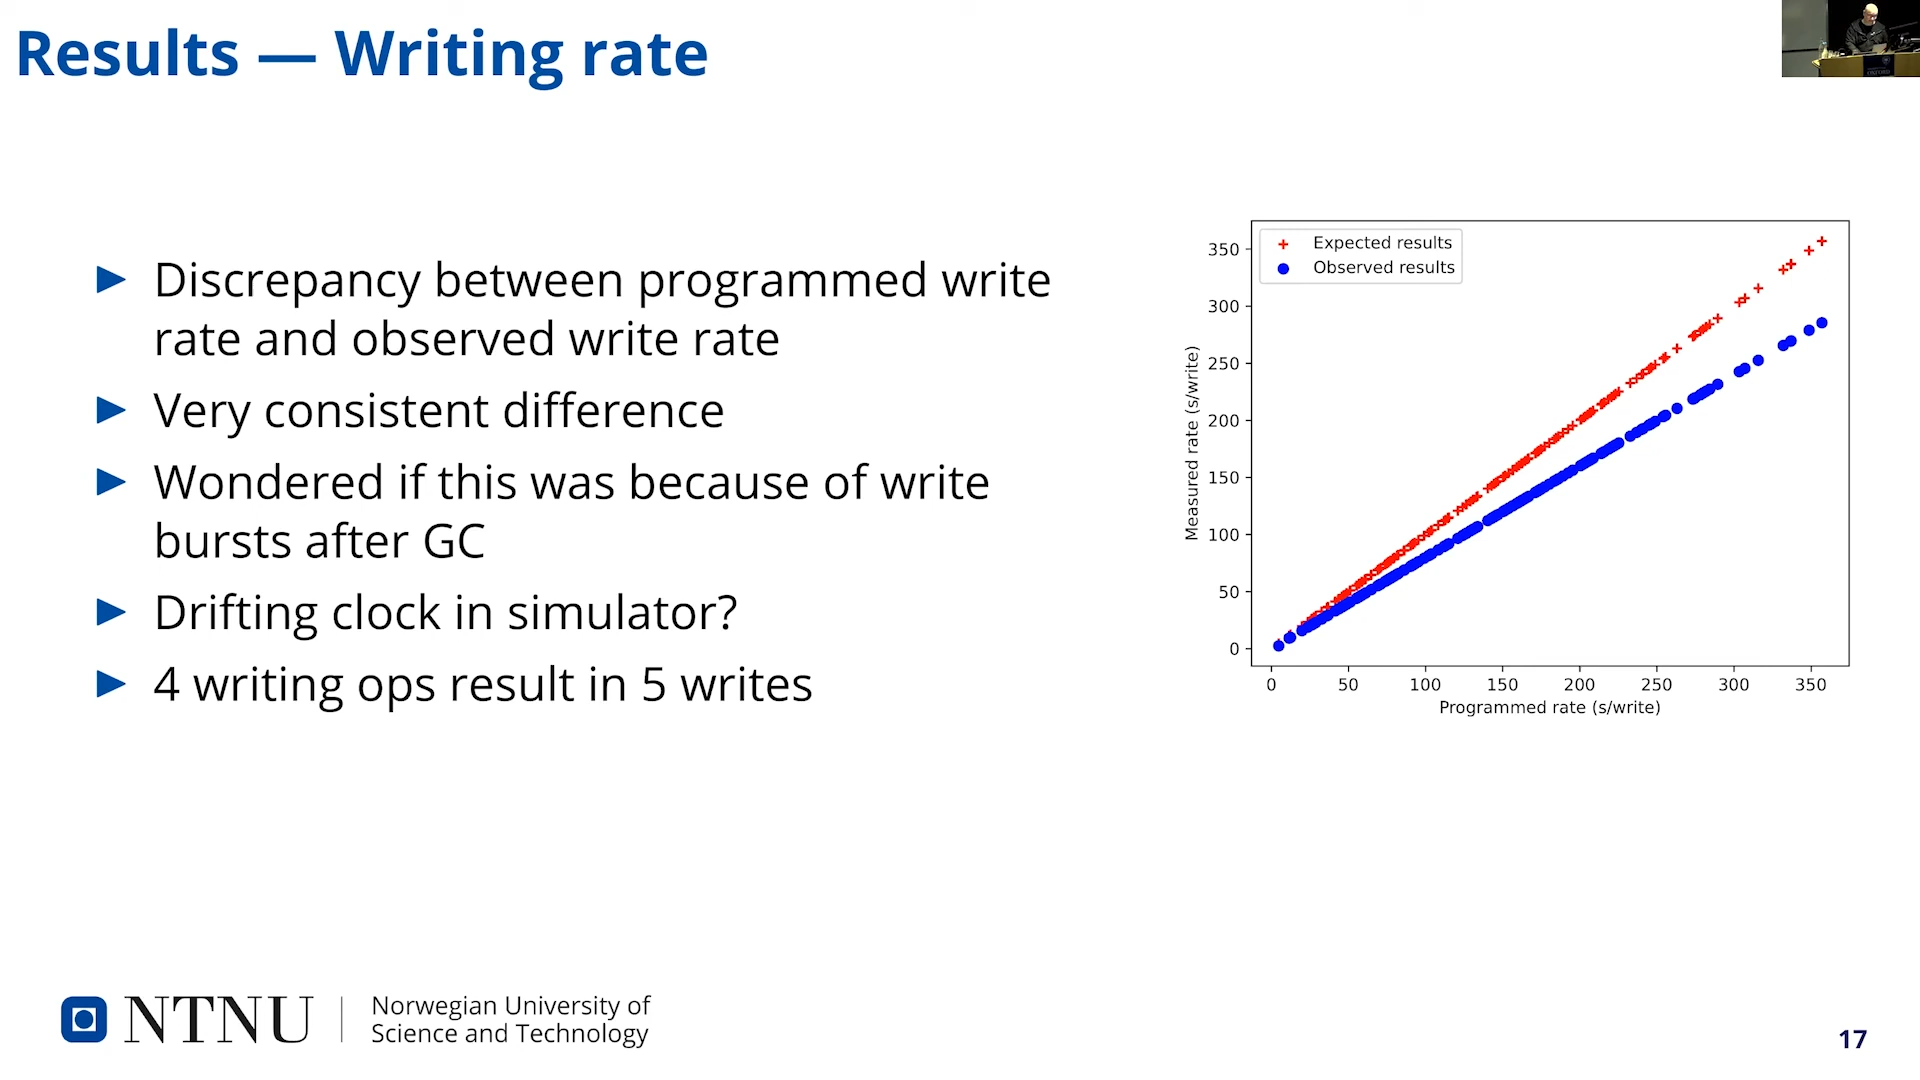 Results — Writing rate
Discrepancy between programmed write
rate and observed write rate
Very consistent difference
Wondered if this was because of write
bursts after GC
Drifting clock in simulator?
4 writing ops result in 5 writes
Expected results
Observed results
350
300
250
200
150
100
50
0
Measured rate (s/write)
0 50 100 150 200 250 300 350
Programmed rate (s/write)
NTNU
Norwegian University of
Science and Technology
17
OXFORD